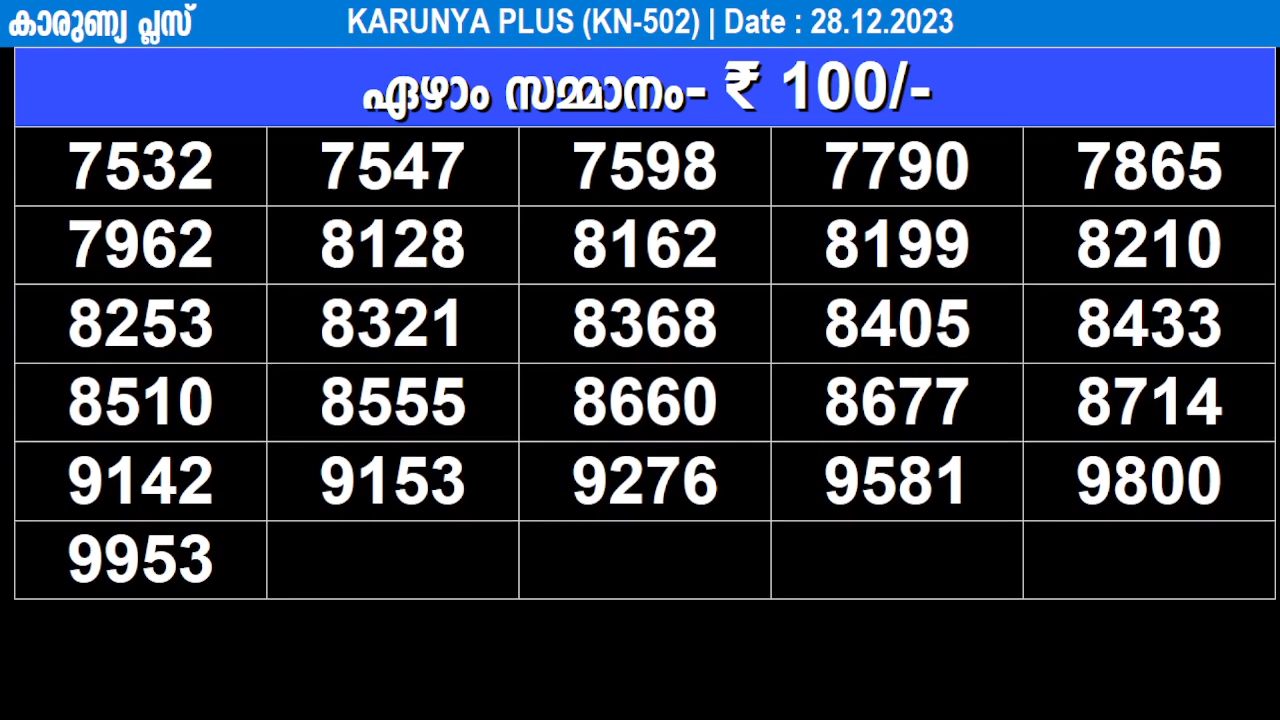 കാരുണ്യ പ്ലസ് KARUNYA PLUS (KN-502) | Date : 28.12.2023
ഏഴാം സമ്മാനം- ₹ 100/-
7532 7547 7598 7790 7865
7962 8128 8162 8199 8210
8253 8321 8368 8405 8433
8510 8555 8660 8677 8714
9142 9153 9276 9581 9800
9953